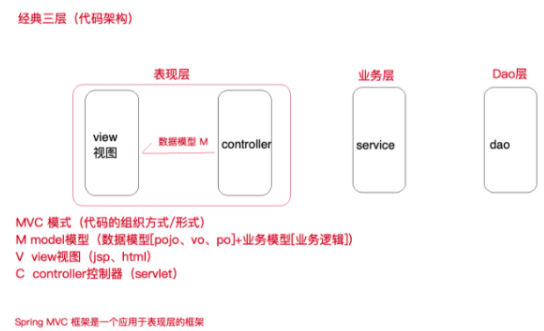 经典三层（代码架构）
表现层
业务层
Dao层
view
视图
数据模型 M
controller
service
dao
MVC 模式（代码的组织方式/形式）
M model模型（数据模型[pojo、vo、po]+业务模型[业务逻辑]）
V view视图（jsp、html）
C controller控制器（servlet）
Spring MVC 框架是一个应用于表现层的框架